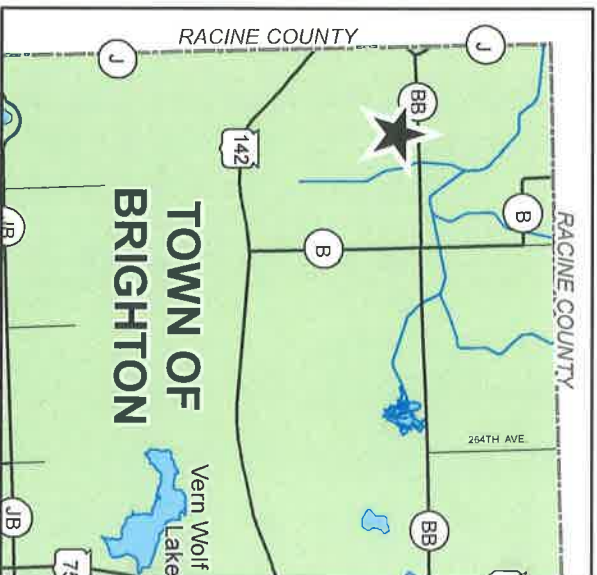 RACINE COUNTY
J
J
BB
142
B
B
RACINE COUNTY
JB
TOWN OF
BRIGHTON
264TH AVE.
Vern Wolf
Lake
BB
JB